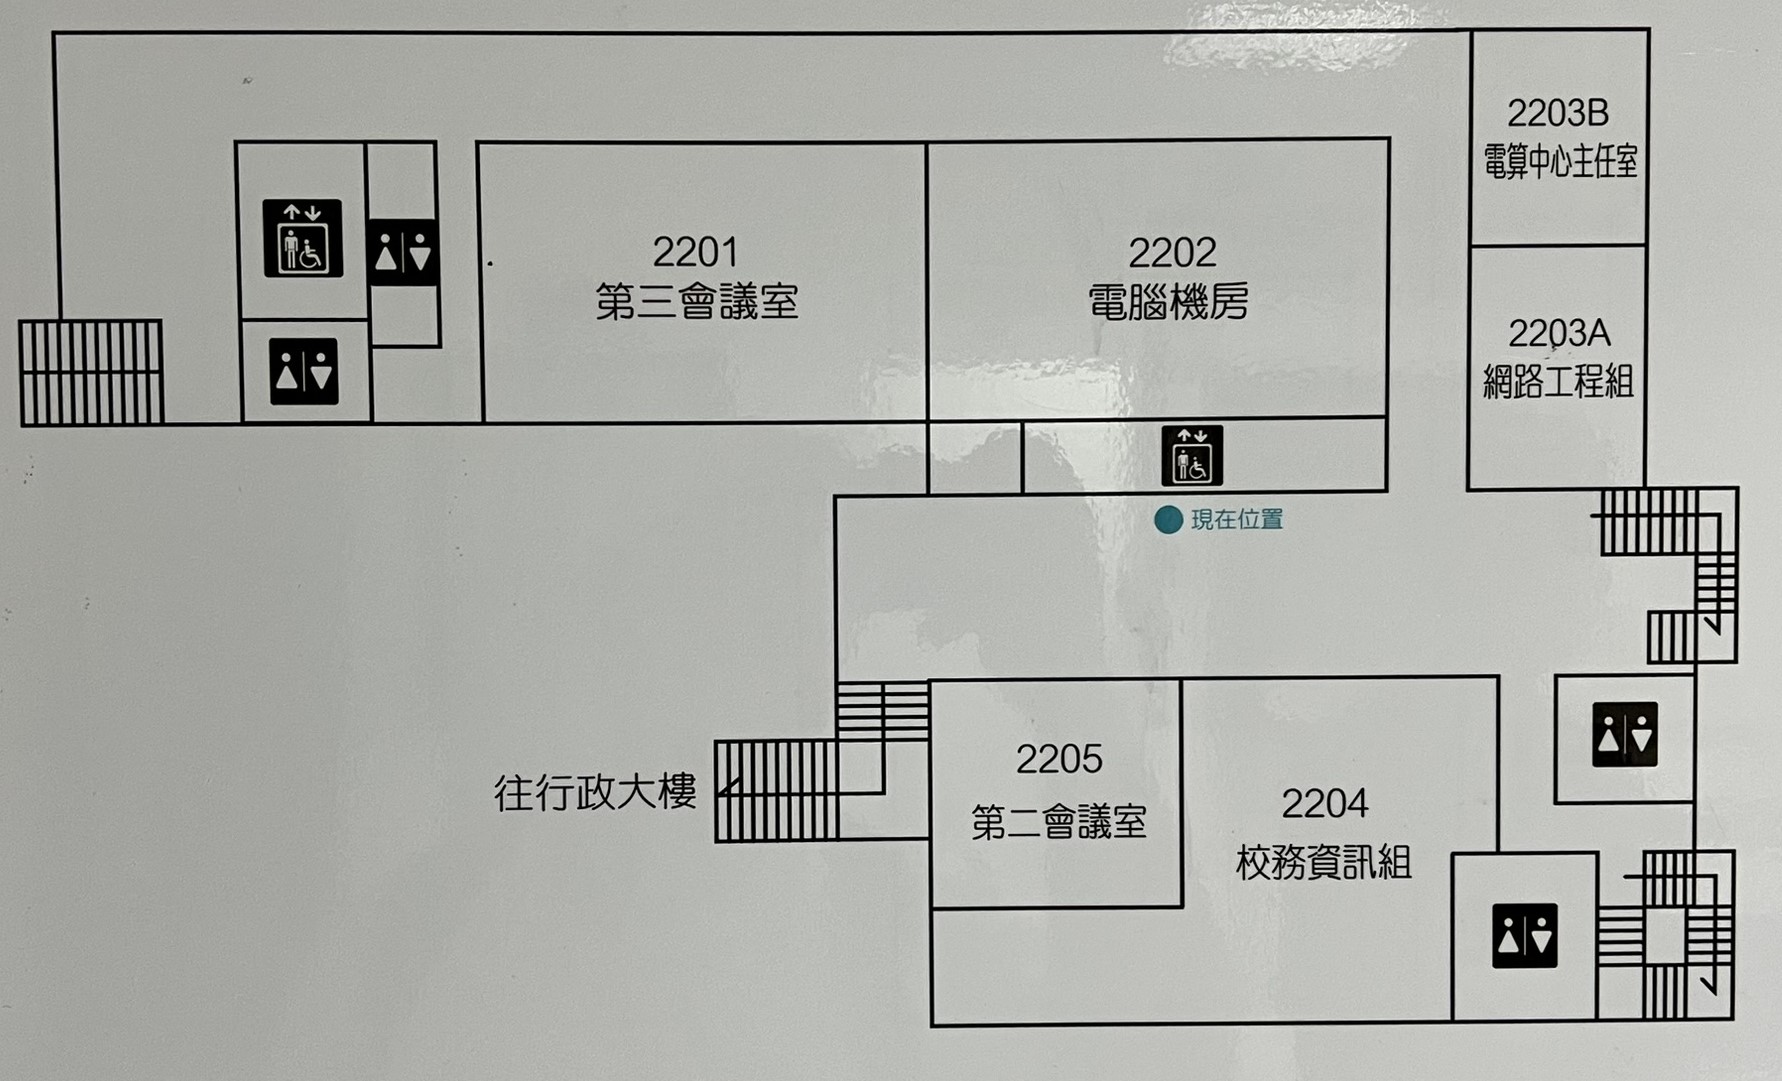 2203B
電算中心主任室
2201
第三會議室
2202
電腦機房
2203A
網路工程組
現在位置
往行政大樓
2205
第二會議室
2204
校務資訊組